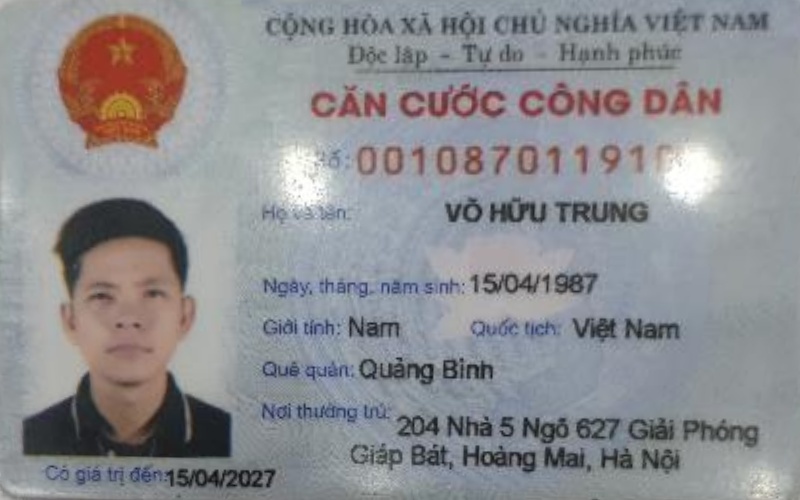 CỘNG HÒA XÃ HỘI CHỦ NGHĨA VIỆT NAM
Độc lập - Tự do - Hạnh phúc
CĂN CƯỚC CÔNG DÂN
Số:
Họ và tên: VÕ HỮU TRUNG
Ngày, tháng, năm sinh: 15/04/1987
Giới tính: Nam Quốc tịch: Việt Nam
Quê quán: Quảng Bình
Nơi thường trú: 204 Nhà 5 Ngõ 627 Giải Phóng
Giáp Bát, Hoàng Mai, Hà Nội
Có giá trị đến: 15/04/2027